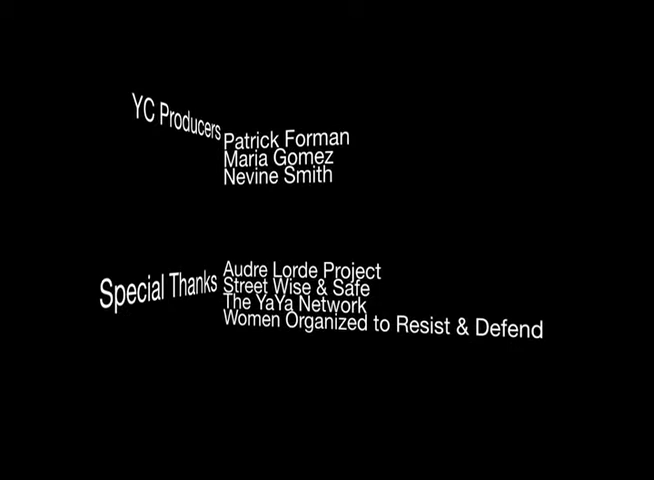 YC Producers
Patrick Forman
Maria Gomez
Nevine Smith
Special Thanks
Audre Lorde Project
Street Wise & Safe
The YaYa Network
Women Organized to Resist & Defend